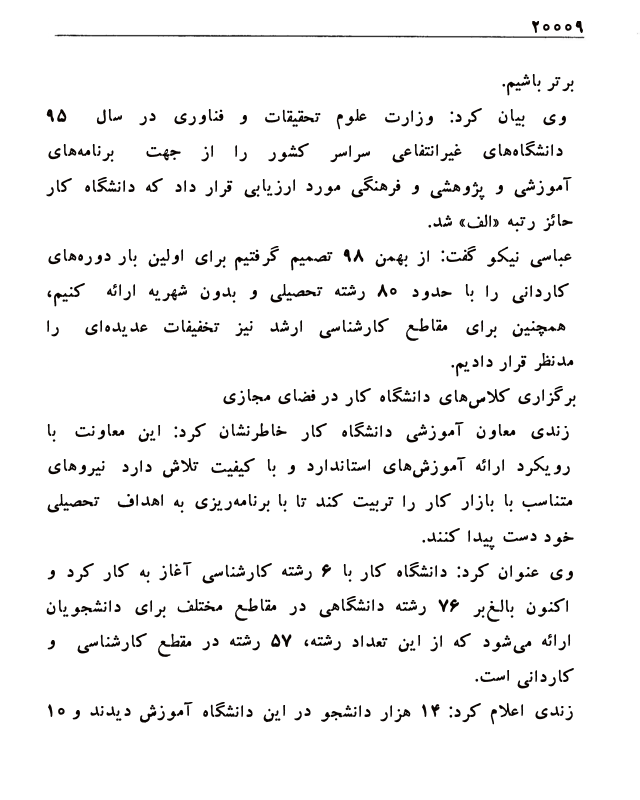 ۲۰۰۰۹
برتر باشیم.
وی بیان کرد: وزارت علوم تحقیقات و فناوری در سال ۹۵
دانشگاه‌های غیرانتفاعی سراسر کشور را از جهت برنامه‌های
آموزشی و پژوهشی و فرهنگی مورد ارزیابی قرار داد که دانشگاه کار
حائز رتبه «الف» شد.
عباسی نیکو گفت: از بهمن ۹۸ تصمیم گرفتیم برای اولین بار دوره‌های
کاردانی را با حدود ۸۰ رشته تحصیلی و بدون شهریه ارائه کنیم،
همچنین برای مقاطع کارشناسی ارشد نیز تخفیفات عدیده‌ای را
مدنظر قرار دادیم.
برگزاری کلاس‌های دانشگاه کار در فضای مجازی
زندی معاون آموزشی دانشگاه کار خاطرنشان کرد: این معاونت با
رویکرد ارائه آموزش‌های استاندارد و با کیفیت تلاش دارد نیروهای
متناسب با بازار کار را تربیت کند تا با برنامه‌ریزی به اهداف تحصیلی
خود دست پیدا کنند.
وی عنوان کرد: دانشگاه کار با ۶ رشته کارشناسی آغاز به کار کرد و
اکنون بالغ‌بر ۷۶ رشته دانشگاهی در مقاطع مختلف برای دانشجویان
ارائه می‌شود که از این تعداد رشته، ۵۷ رشته در مقطع کارشناسی و
کاردانی است.
زندی اعلام کرد: ۱۴ هزار دانشجو در این دانشگاه آموزش دیدند و ۱۰